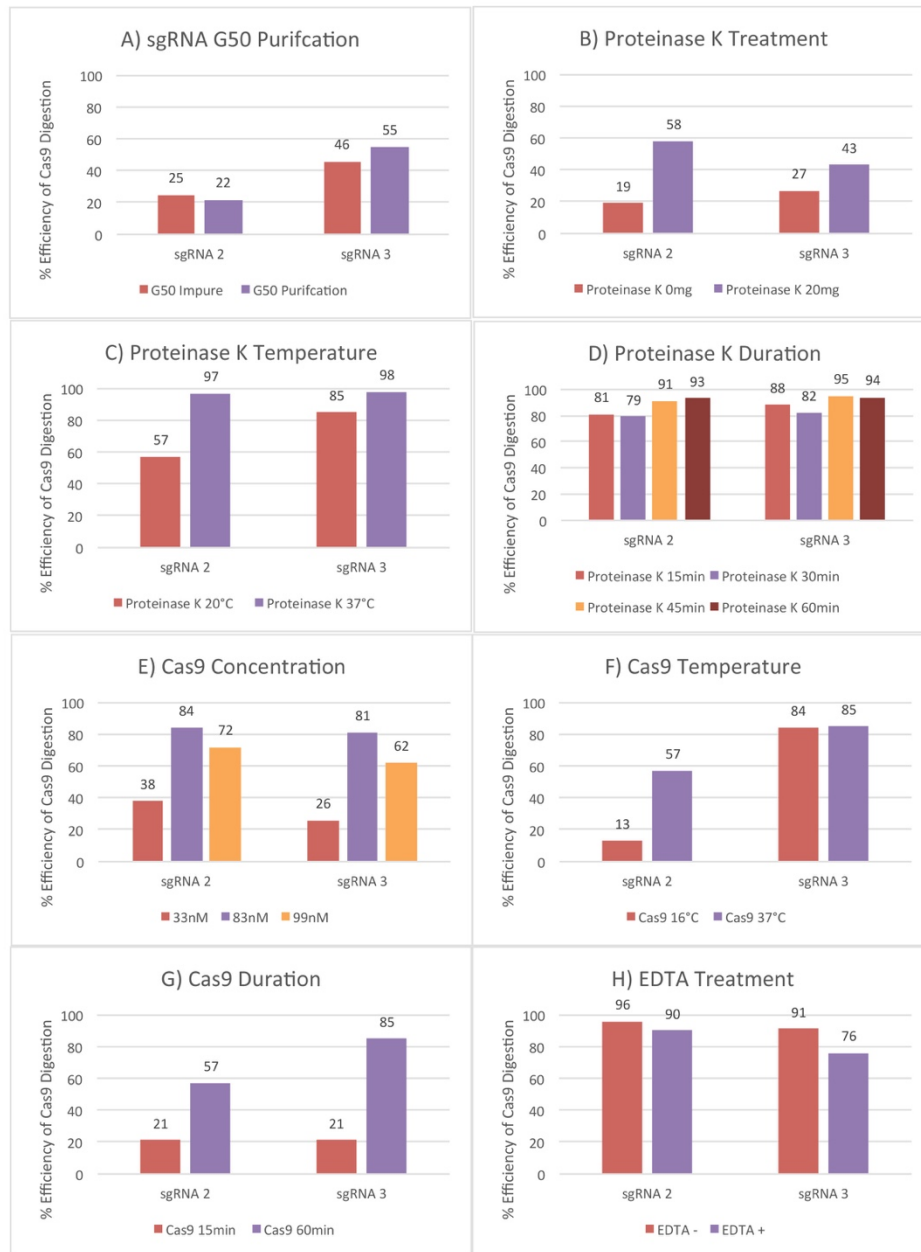 A) sgRNA G50 Purifcation
% Efficiency of Cas9 Digestion
100
80
60
40
20
0
25
22
46
55
sgRNA 2
sgRNA 3
G50 Impure
G50 Purifcation
B) Proteinase K Treatment
% Efficiency of Cas9 Digestion
100
80
60
40
20
0
19
58
27
43
sgRNA 2
sgRNA 3
Proteinase K 0mg
Proteinase K 20mg
C) Proteinase K Temperature
% Efficiency of Cas9 Digestion
100
80
60
40
20
0
57
97
85
98
sgRNA 2
sgRNA 3
Proteinase K 20°C
Proteinase K 37°C
D) Proteinase K Duration
% Efficiency of Cas9 Digestion
100
80
60
40
20
0
81
79
91
93
88
82
95
94
sgRNA 2
sgRNA 3
Proteinase K 15min
Proteinase K 30min
Proteinase K 45min
Proteinase K 60min
E) Cas9 Concentration
% Efficiency of Cas9 Digestion
100
80
60
40
20
0
38
84
72
26
81
62
sgRNA 2
sgRNA 3
33nM
83nM
99nM
F) Cas9 Temperature
% Efficiency of Cas9 Digestion
100
80
60
40
20
0
13
57
84
85
sgRNA 2
sgRNA 3
Cas9 16°C
Cas9 37°C
G) Cas9 Duration
% Efficiency of Cas9 Digestion
100
80
60
40
20
0
21
57
21
85
sgRNA 2
sgRNA 3
Cas9 15min
Cas9 60min
H) EDTA Treatment
% Efficiency of Cas9 Digestion
100
80
60
40
20
0
96
90
91
76
sgRNA 2
sgRNA 3
EDTA -
EDTA +